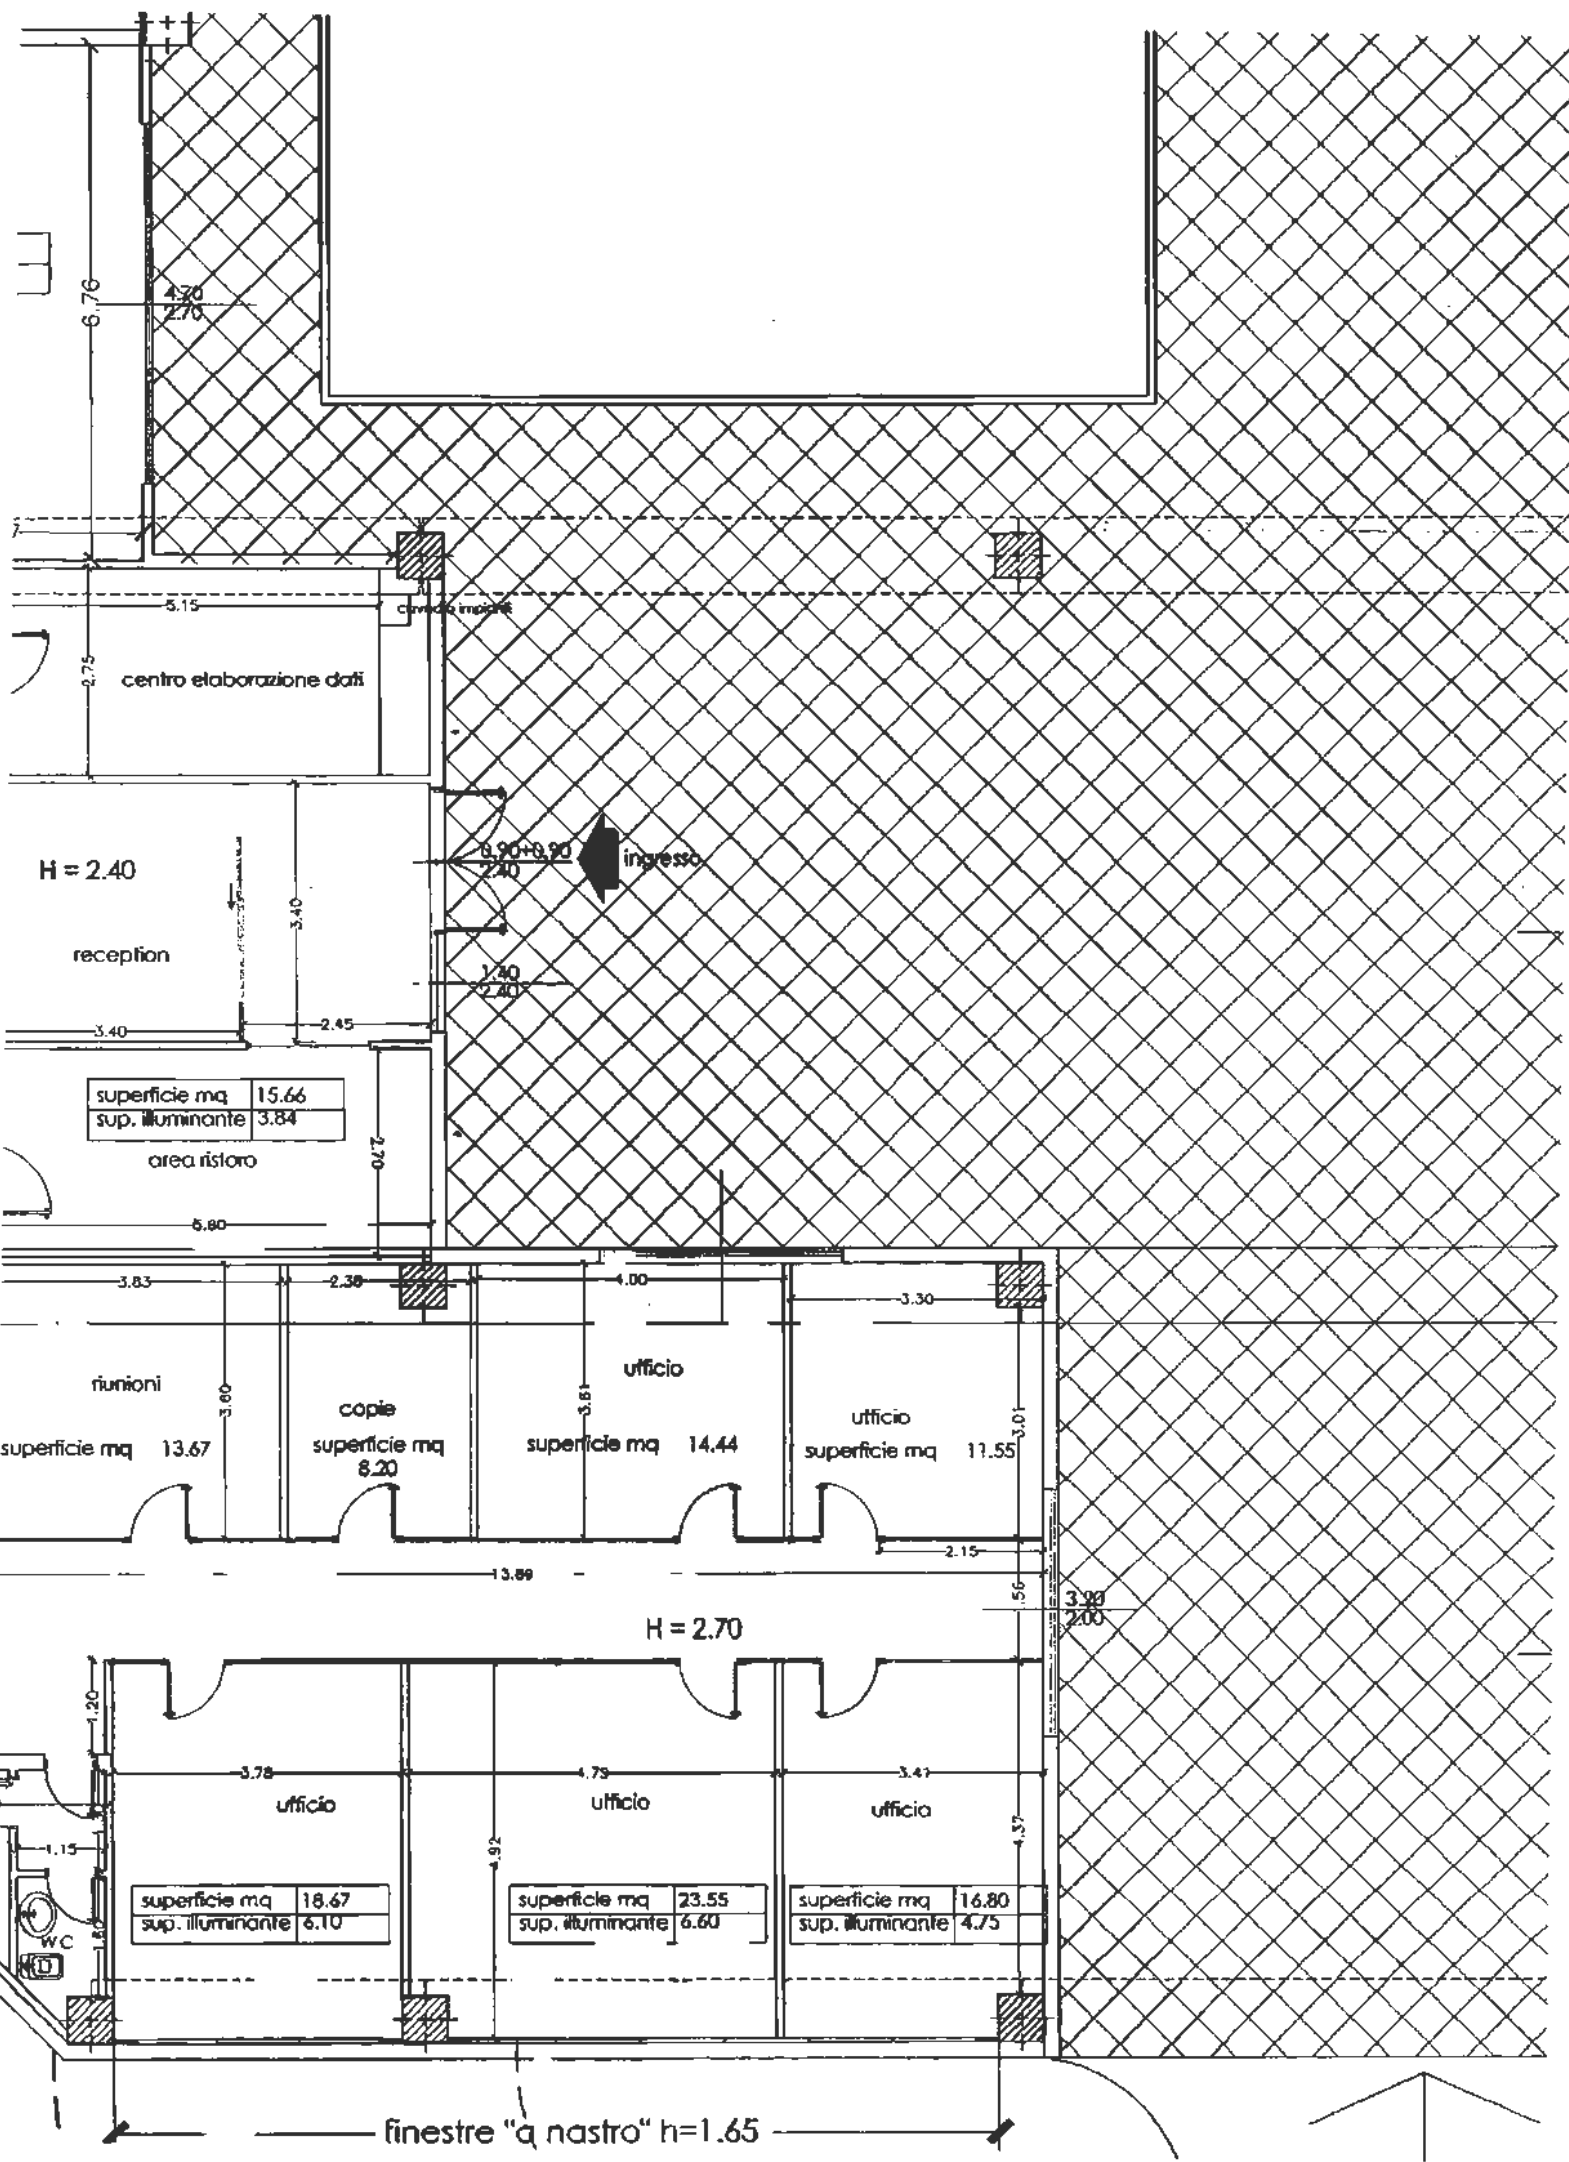 6.76
4.70
2.70
7
5.15
cavedio impianti
2.75
centro elaborazione dati
0.90+0.90
2.40
ingresso
H = 2.40
3.40
reception
1.40
2.40
3.40
2.45
superficie mq 15.66
sup. illuminante 3.84
area ristoro
2.70
5.80
3.83
2.38
4.00
3.30
ufficio
riunioni
3.60
copie
3.61
ufficio
3.01
superficie mq 13.67
superficie mq
8.20
superficie mq 14.44
superficie mq 11.55
2.15
13.89
.56
3.20
2.00
H = 2.70
1.20
3.78
4.79
3.41
ufficio
ufficio
ufficio
1.15
4.92
4.37
superficie mq 18.67
sup. illuminante 6.10
superficie mq 23.55
sup. illuminante 6.60
superficie mq 16.80
sup. illuminante 4.75
WC
finestre "a nastro" h=1.65